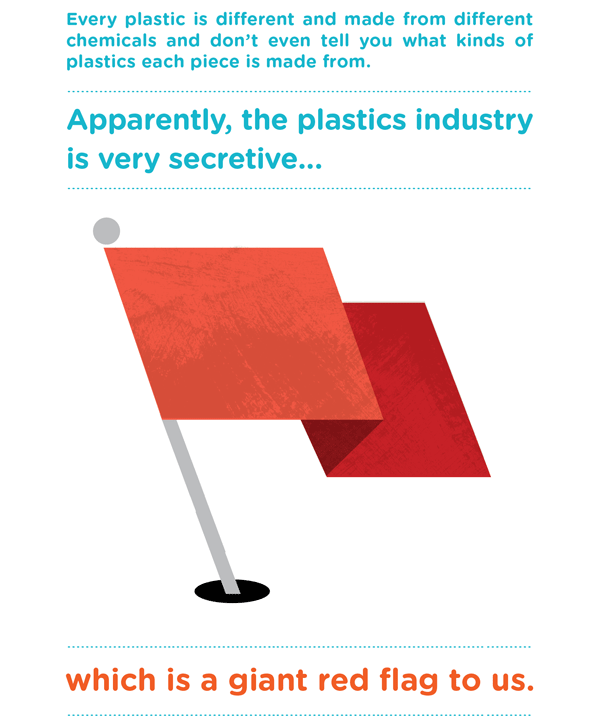 Every plastic is different and made from different
chemicals and don’t even tell you what kinds of
plastics each piece is made from.
Apparently, the plastics industry
is very secretive...
which is a giant red flag to us.